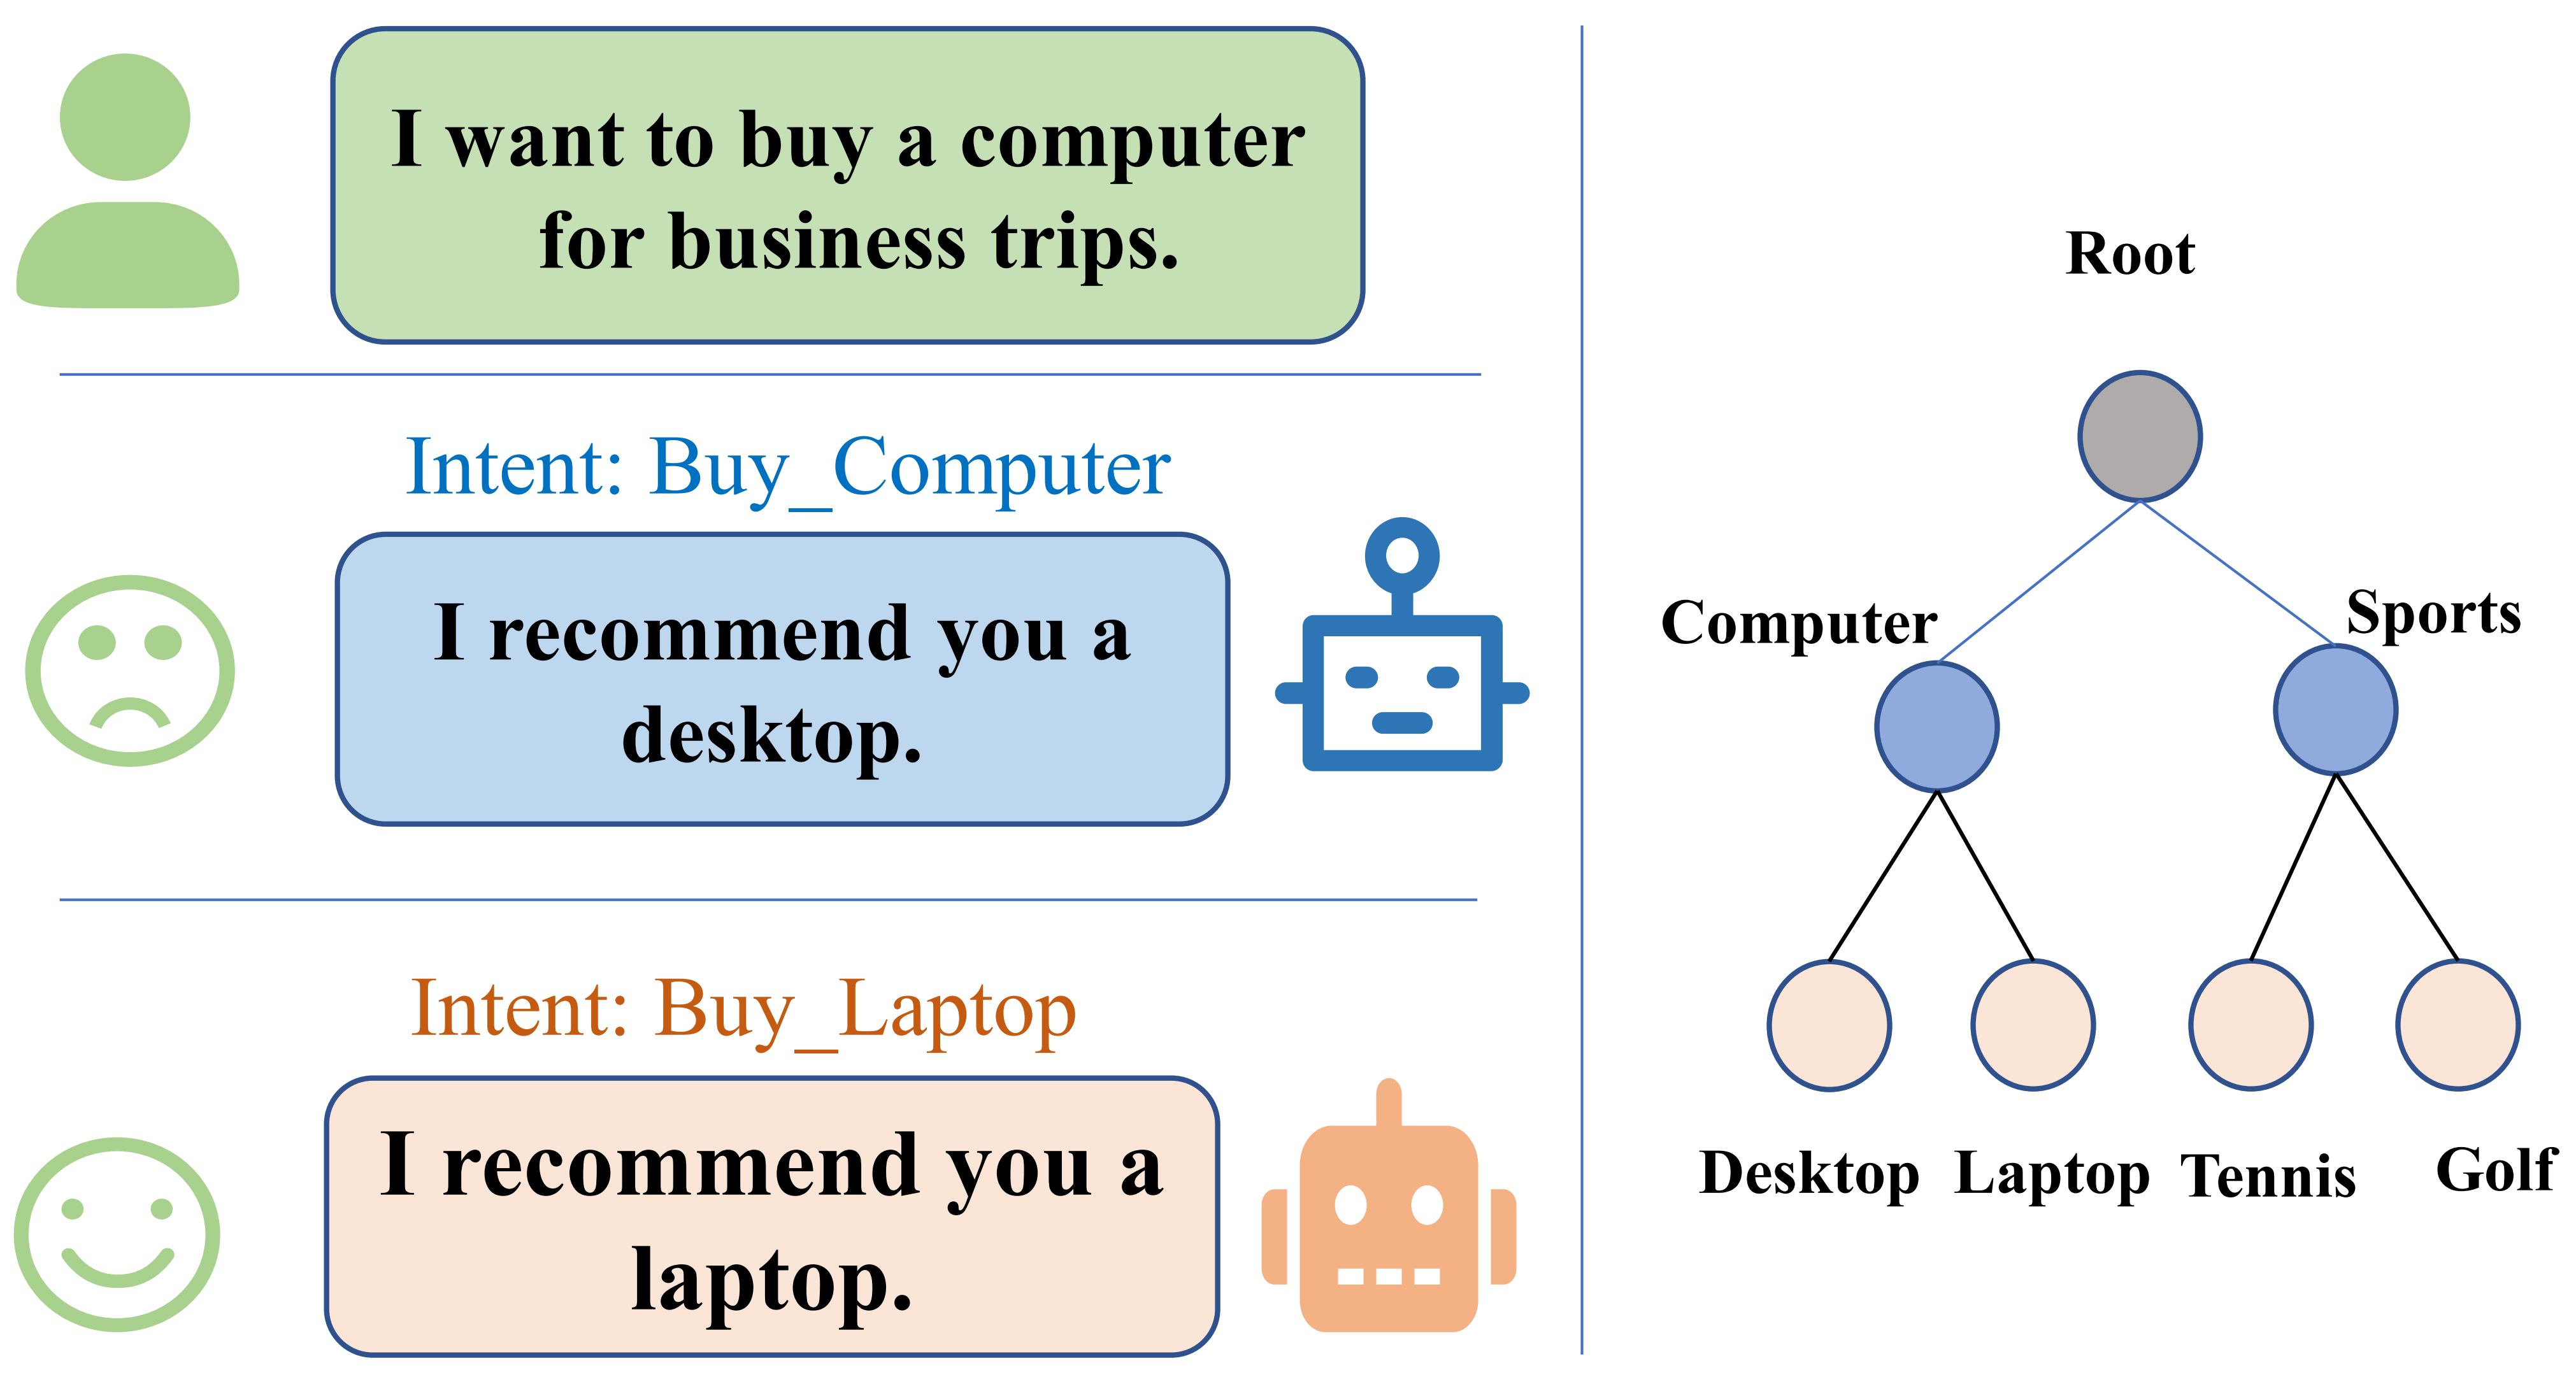 I want to buy a computer
for business trips.
Intent: Buy_Computer
I recommend you a
desktop.
Intent: Buy_Laptop
I recommend you a
laptop.
Root
Computer
Sports
Desktop
Laptop
Tennis
Golf